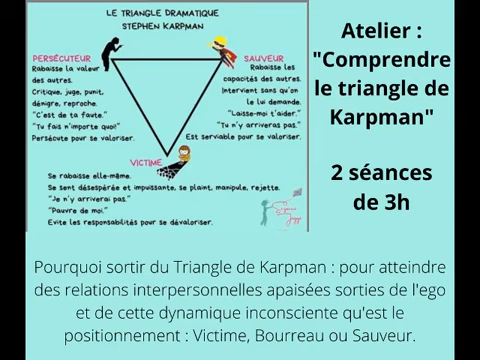 LE TRIANGLE DRAMATIQUE
STEPHEN KARPMAN
PERSÉCUTEUR
Rabaisse la valeur
des autres.
Critique, juge, punit,
dénigre, reproche.
"C'est de ta faute."
"Tu fais n'importe quoi!"
Persécute pour se valoriser.
SAUVEUR
Rabaisse les
capacités des autres.
Intervient sans qu'on
le lui demande.
"Laisse-moi t'aider."
"Tu n'y arriveras pas."
Est serviable pour se valoriser.
VICTIME
Se rabaisse elle-même.
Se sent désespérée et impuissante, se plaint, manipule, rejette.
"Je n'y arriverai pas."
"Pauvre de moi."
Evite les responsabilités pour se dévaloriser.
Atelier :
"Comprendre
le triangle de
Karpman"
2 séances
de 3h
Pourquoi sortir du Triangle de Karpman : pour atteindre
des relations interpersonnelles apaisées sorties de l'ego
et de cette dynamique inconsciente qu'est le
positionnement : Victime, Bourreau ou Sauveur.